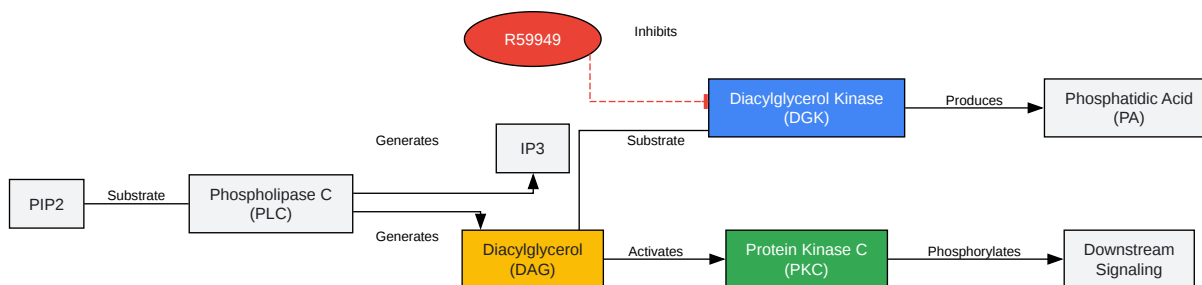 R59949
Inhibits
Diacylglycerol Kinase
(DGK)
Produces
Phosphatidic Acid
(PA)
Generates
IP3
Substrate
PIP2
Substrate
Phospholipase C
(PLC)
Generates
Diacylglycerol
(DAG)
Activates
Protein Kinase C
(PKC)
Phosphorylates
Downstream
Signaling